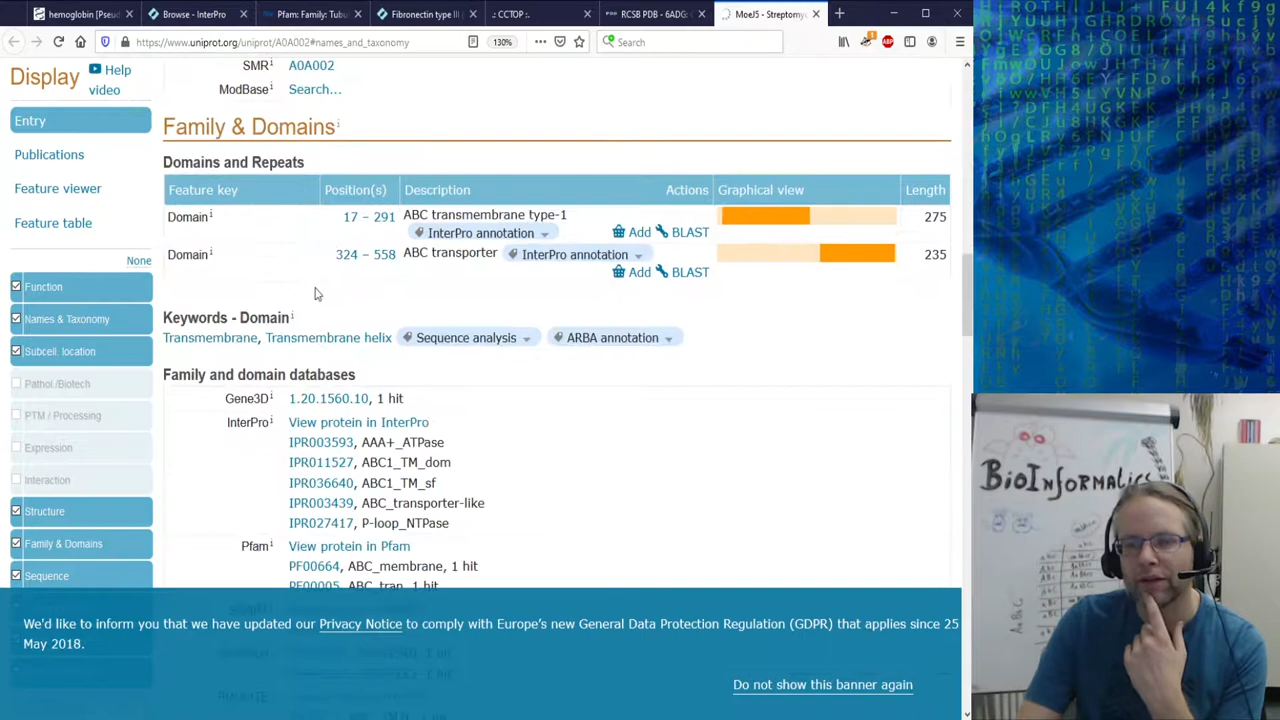 hemoglobin [Pseud
Browse - InterPro
Pfam: Family: Tubul
Fibronectin type III d
.: CCTOP :.
RCSB PDB - 6ADG: C
MoeJ5 - Streptomyc
https://www.uniprot.org/uniprot/A0A002#names_and_taxonomy
130%
Search
ABP
Display
Help video
Entry
Publications
Feature viewer
Feature table
None
Function
Names & Taxonomy
Subcell. location
Pathol./Biotech
PTM / Processing
Expression
Interaction
Structure
Family & Domains
Sequence
SMR A0A002
ModBase Search...
Family & Domains
Domains and Repeats
Feature key Position(s) Description Actions Graphical view Length
Domain 17 – 291 ABC transmembrane type-1 275
InterPro annotation Add BLAST
Domain 324 – 558 ABC transporter InterPro annotation 235
Add BLAST
Keywords - Domain
Transmembrane, Transmembrane helix Sequence analysis ARBA annotation
Family and domain databases
Gene3D 1.20.1560.10, 1 hit
InterPro View protein in InterPro
IPR003593, AAA+_ATPase
IPR011527, ABC1_TM_dom
IPR036640, ABC1_TM_sf
IPR003439, ABC_transporter-like
IPR027417, P-loop_NTPase
Pfam View protein in Pfam
PF00664, ABC_membrane, 1 hit
PF00005, ABC_tran, 1 hit
We'd like to inform you that we have updated our Privacy Notice to comply with Europe's new General Data Protection Regulation (GDPR) that applies since 25
May 2018.
Do not show this banner again
BioInformatics